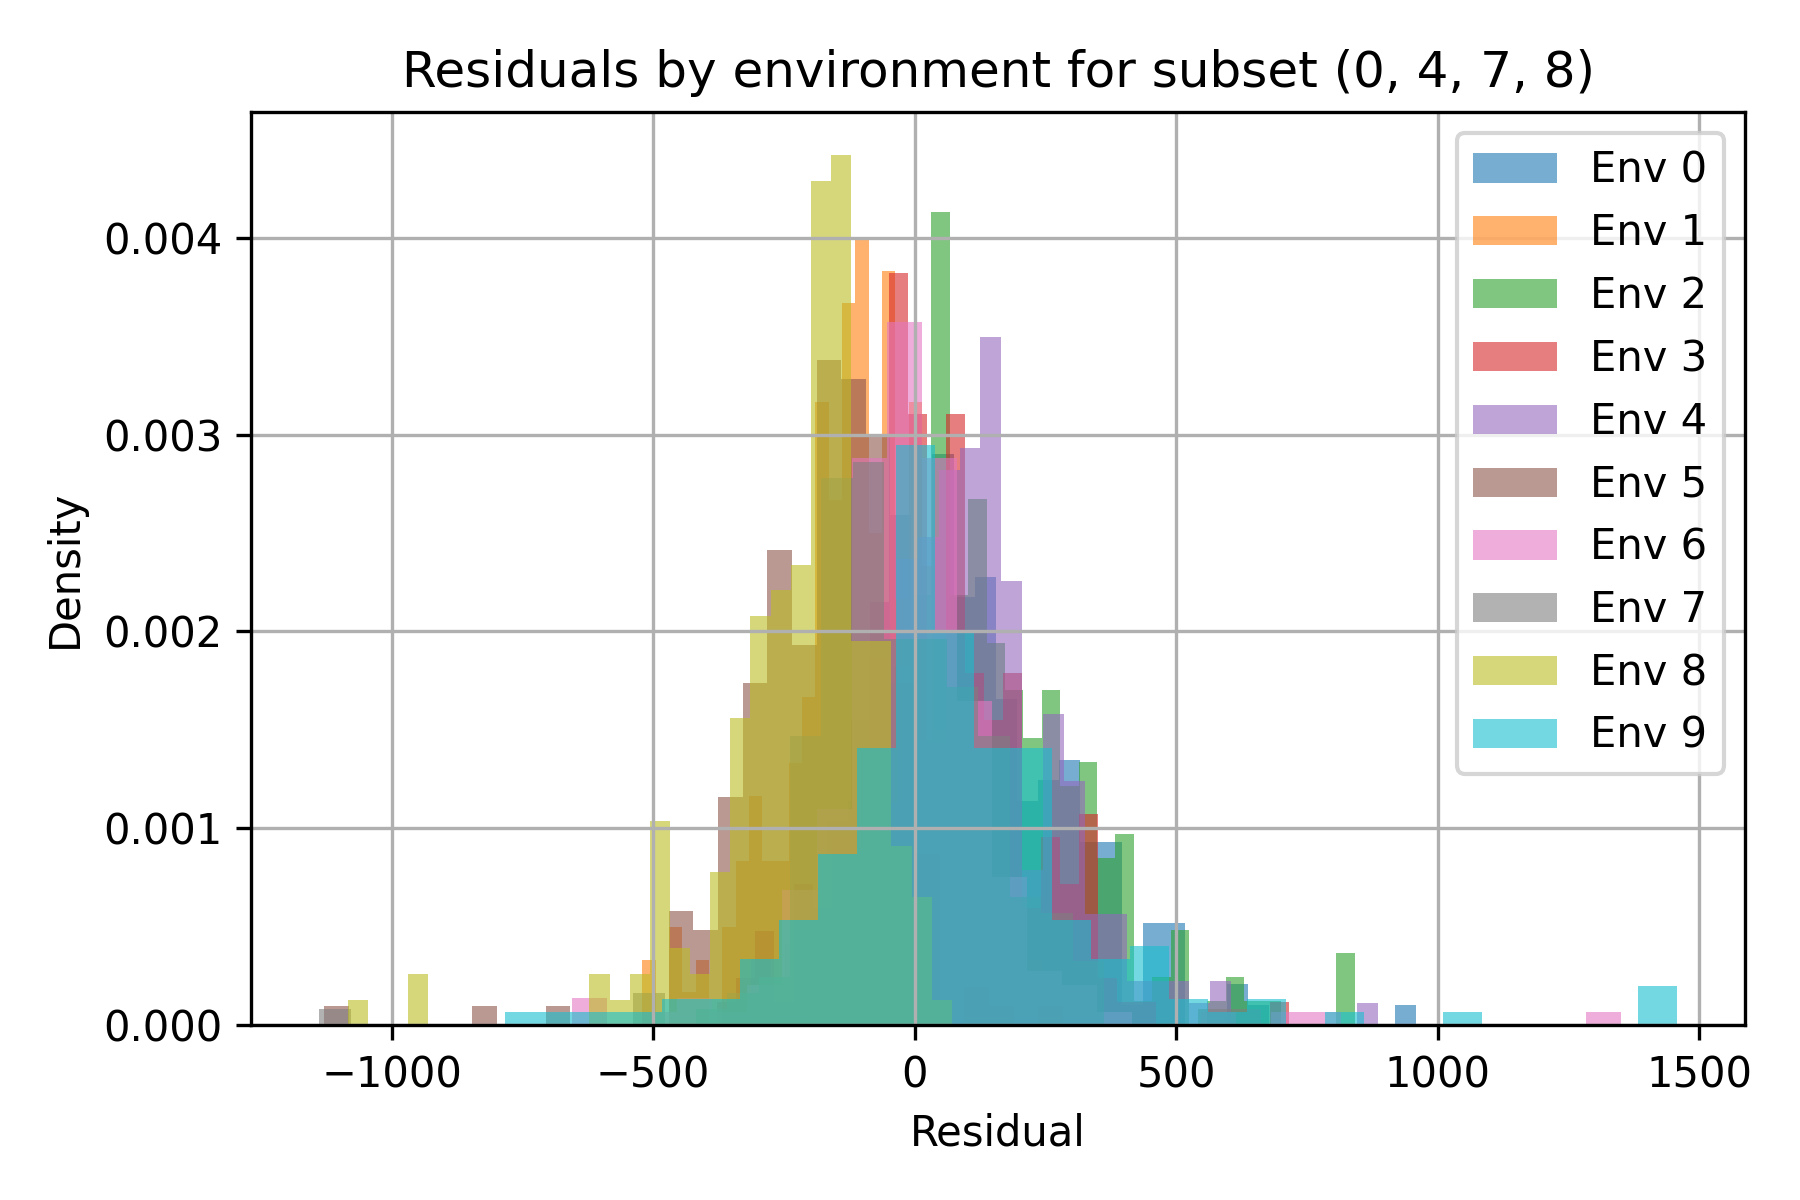 Residuals by environment for subset (0, 4, 7, 8)
Env 0
Env 1
Env 2
Env 3
Env 4
Env 5
Env 6
Env 7
Env 8
Env 9
Density
0.004
0.003
0.002
0.001
0.000
−1000 −500 0 500 1000 1500
Residual